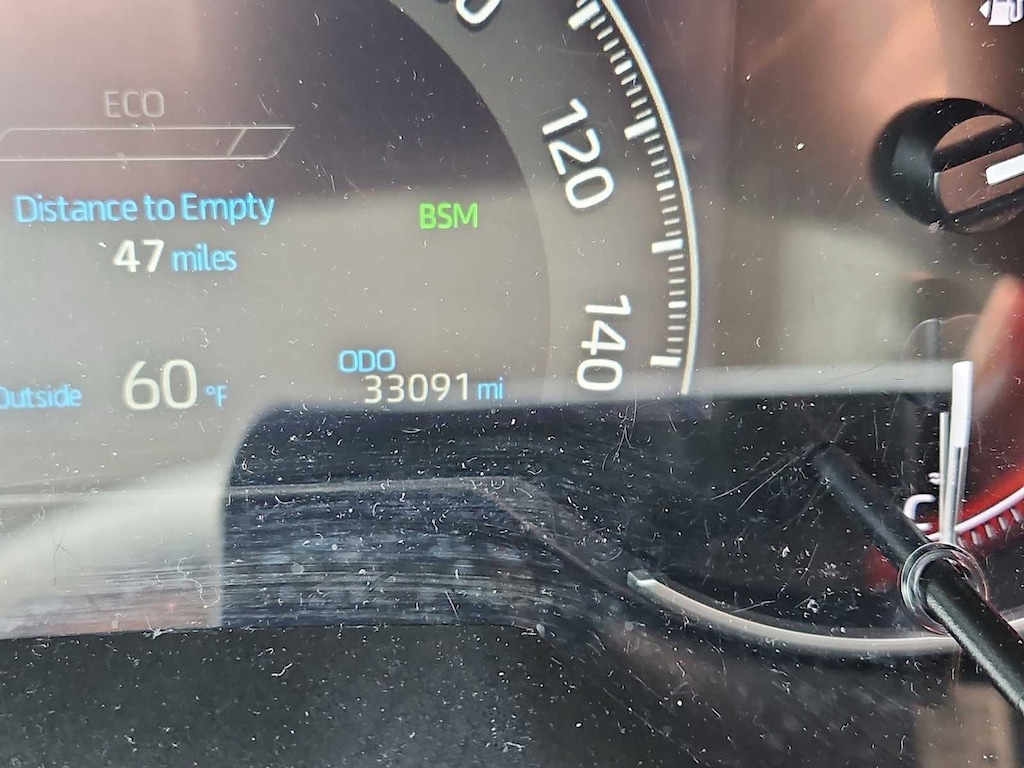 ECO
120
Distance to Empty
BSM
47 miles
140
ODO
Outside 60 °F
33091 mi
C